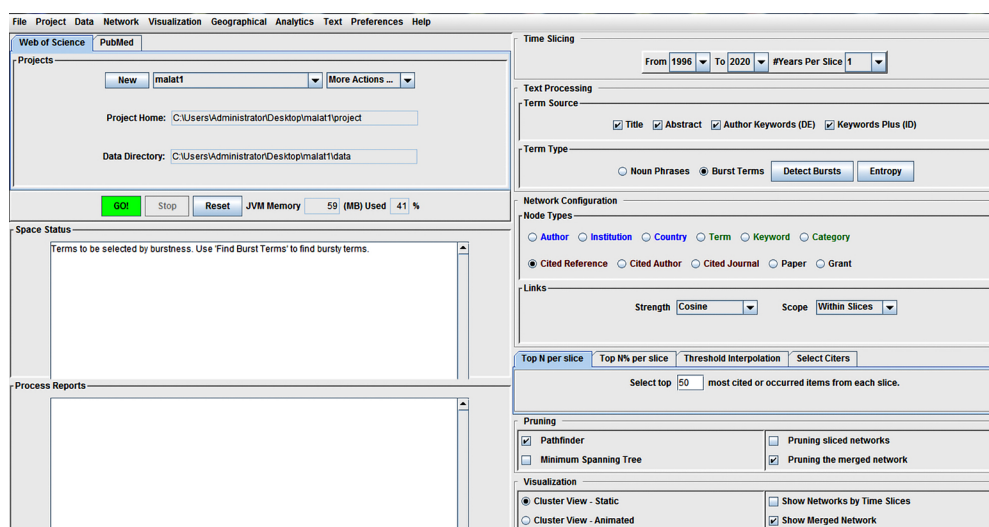 File Project Data Network Visualization Geographical Analytics Text Preferences Help
Web of Science PubMed
Projects
New malat1 More Actions ...
Project Home: C:\Users\Administrator\Desktop\malat1\project
Data Directory: C:\Users\Administrator\Desktop\malat1\data
GO! Stop Reset JVM Memory 59 (MB) Used 41 %
Space Status
Terms to be selected by burstness. Use 'Find Burst Terms' to find bursty terms.
Process Reports
Time Slicing
From 1996 To 2020 #Years Per Slice 1
Text Processing
Term Source
Title Abstract Author Keywords (DE) Keywords Plus (ID)
Term Type
Noun Phrases Burst Terms Detect Bursts Entropy
Network Configuration
Node Types
Author Institution Country Term Keyword Category
Cited Reference Cited Author Cited Journal Paper Grant
Links
Strength Cosine Scope Within Slices
Top N per slice Top N% per slice Threshold Interpolation Select Citers
Select top 50 most cited or occurred items from each slice.
Pruning
Pathfinder Pruning sliced networks
Minimum Spanning Tree Pruning the merged network
Visualization
Cluster View - Static Show Networks by Time Slices
Cluster View - Animated Show Merged Network